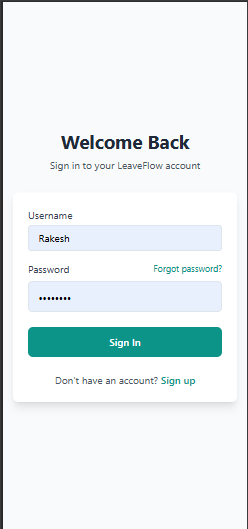 Welcome Back
Sign in to your LeaveFlow account
Username
Rakesh
Password Forgot password?
••••••••
Sign In
Don't have an account? Sign up